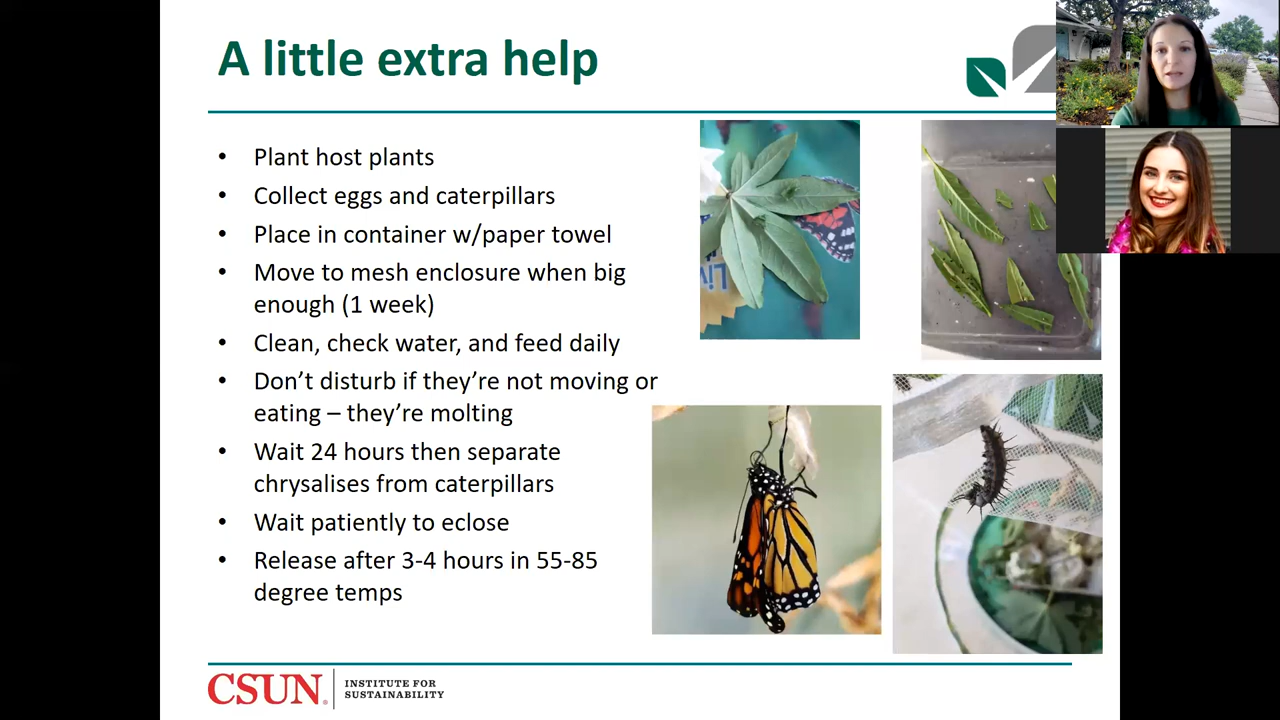 A little extra help
• Plant host plants
• Collect eggs and caterpillars
• Place in container w/paper towel
• Move to mesh enclosure when big
enough (1 week)
• Clean, check water, and feed daily
• Don’t disturb if they’re not moving or
eating – they’re molting
• Wait 24 hours then separate
chrysalises from caterpillars
• Wait patiently to eclose
• Release after 3-4 hours in 55-85
degree temps
CSUN
INSTITUTE FOR
SUSTAINABILITY